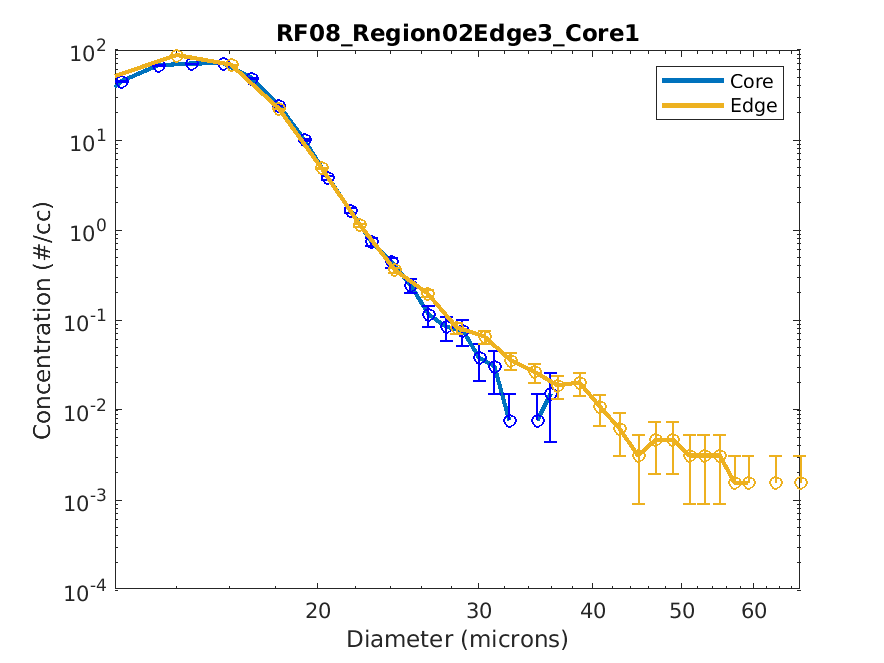 RF08_Region02Edge3_Core1
Core
Edge
Concentration (#/cc)
10^2
10^1
10^0
10^-1
10^-2
10^-3
10^-4
20 30 40 50 60
Diameter (microns)